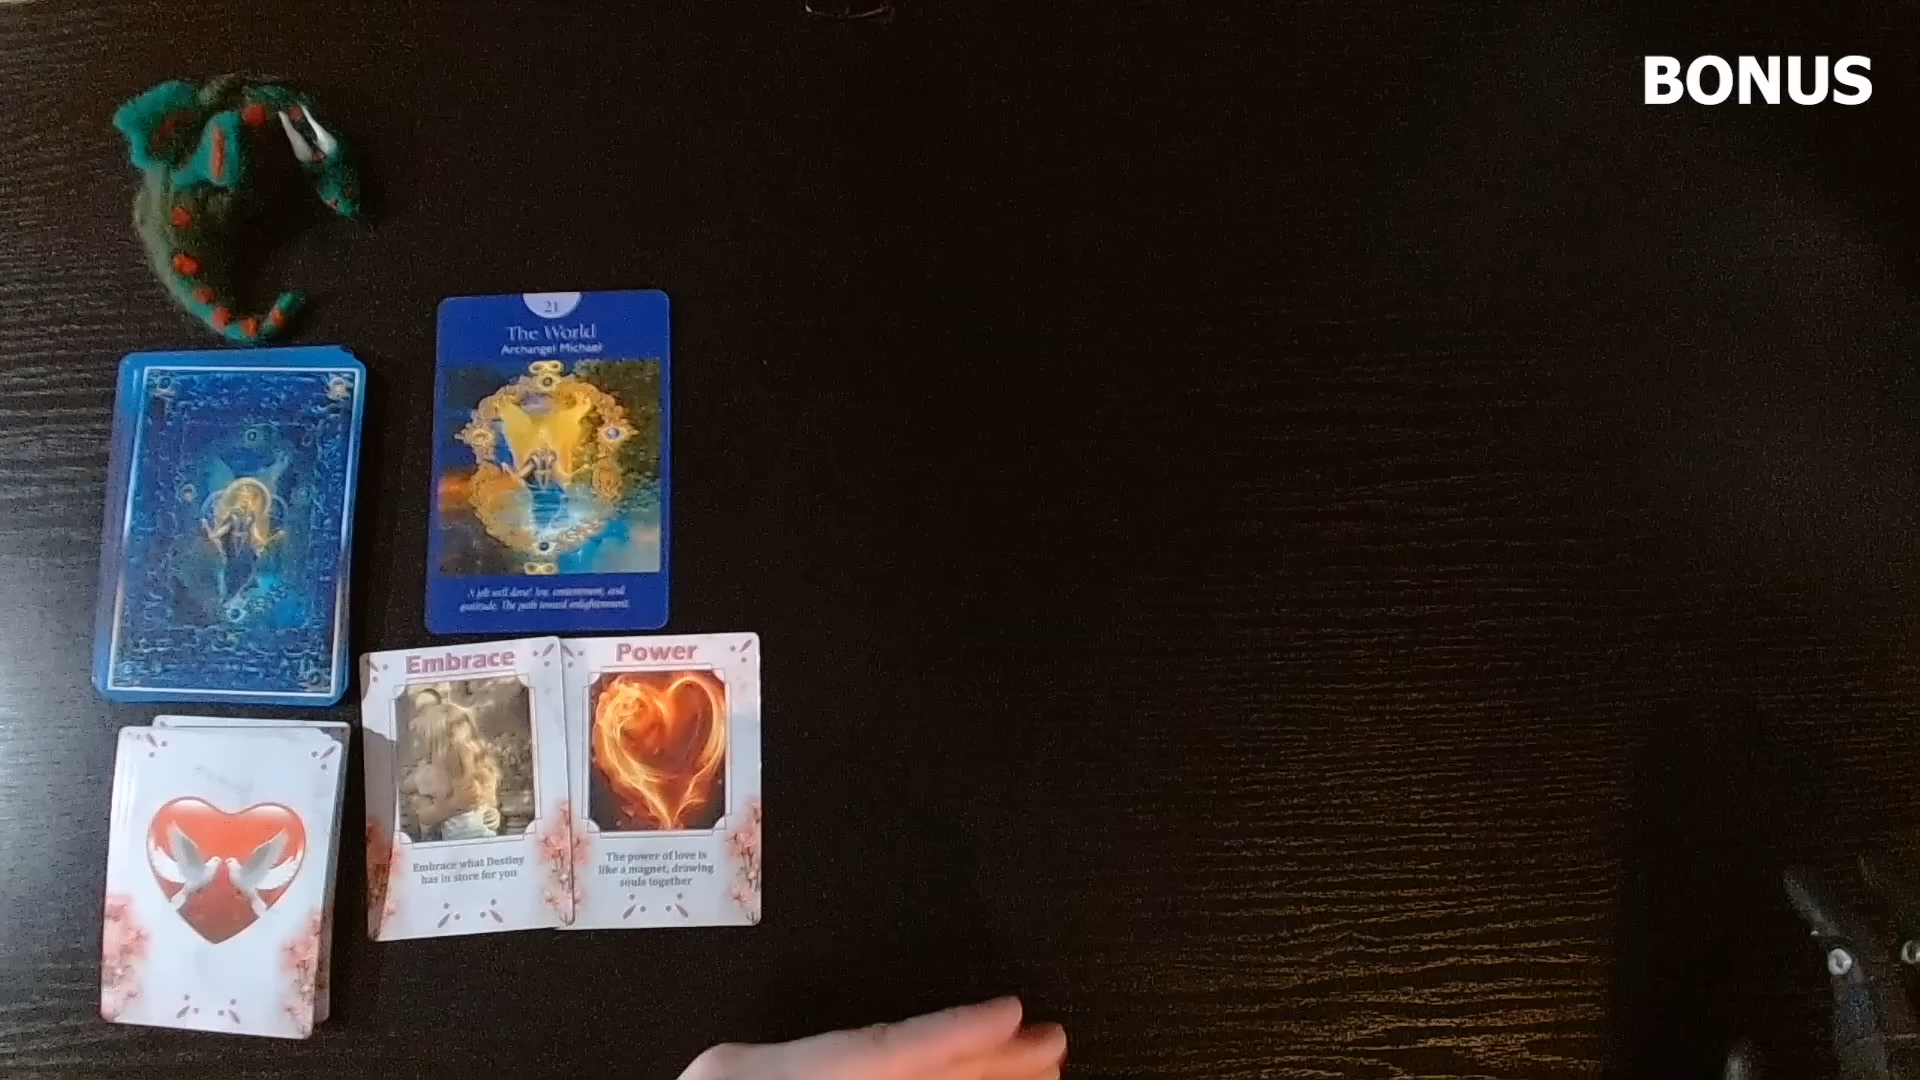 BONUS
21
The World
Archangel Michael
A job well done! Joy, contentment, and
gratitude. The path toward enlightenment.
Embrace
Embrace what Destiny
has in store for you
Power
The power of love is
like a magnet, drawing
souls together